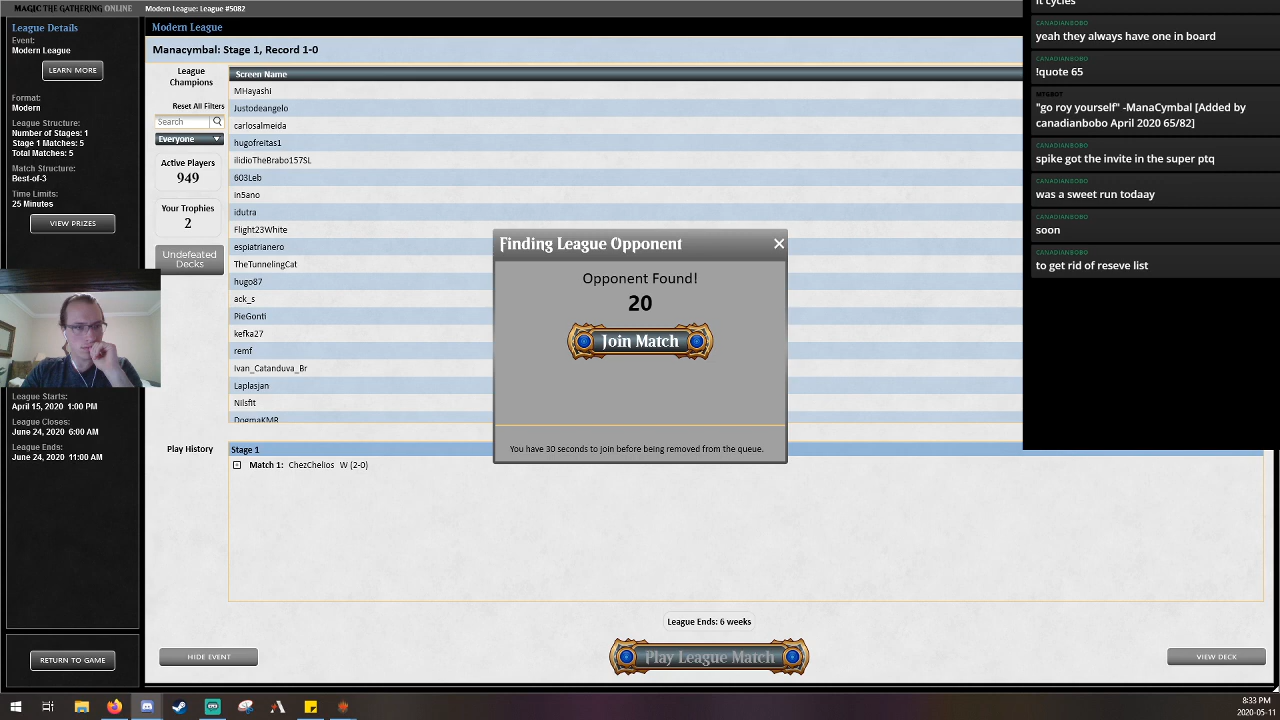 MAGIC THE GATHERING ONLINE
Modern League: League #5082
League Details
Event:
Modern League
LEARN MORE
Format:
Modern
League Structure:
Number of Stages: 1
Stage 1 Matches: 5
Total Matches: 5
Match Structure:
Best-of-3
Time Limits:
25 Minutes
VIEW PRIZES
League Starts:
April 15, 2020 1:00 PM
League Closes:
June 24, 2020 6:00 AM
League Ends:
June 24, 2020 11:00 AM
RETURN TO GAME
Modern League
Manacymbal: Stage 1, Record 1-0
League
Champions
Reset All Filters
Search
Everyone
Active Players
949
Your Trophies
2
Undefeated
Decks
Screen Name
MHayashi
Justodeangelo
carlosalmeida
hugofreitas1
ilidioTheBrabo157SL
603Leb
In5ano
idutra
Flight23White
espiatrianero
TheTunnelingCat
hugo87
ack_s
PieGonti
kefka27
remf
Ivan_Catanduva_Br
Laplasjan
Nilsfit
DogmaKMR
Finding League Opponent
Opponent Found!
20
Join Match
You have 30 seconds to join before being removed from the queue.
Play History
Stage 1
Match 1: ChezChelios W (2-0)
League Ends: 6 weeks
HIDE EVENT
Play League Match
VIEW DECK
it cycles
CANADIANBOBO
yeah they always have one in board
CANADIANBOBO
!quote 65
MTGBOT
"go roy yourself" -ManaCymbal [Added by
canadianbobo April 2020 65/82]
CANADIANBOBO
spike got the invite in the super ptq
CANADIANBOBO
was a sweet run todaay
CANADIANBOBO
soon
CANADIANBOBO
to get rid of reseve list
8:33 PM
2020-05-11